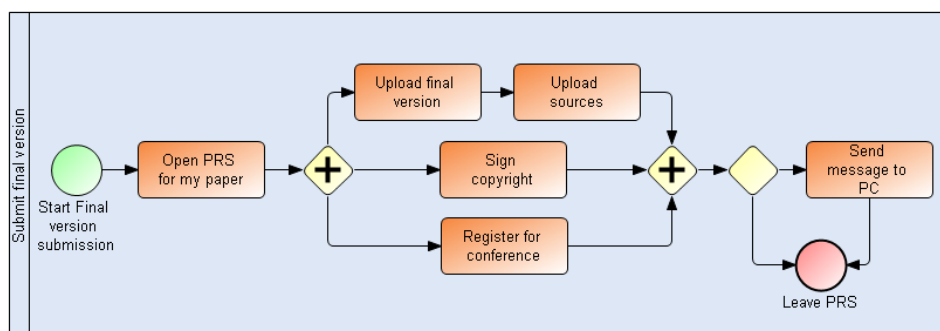 Submit final version
Start Final
version
submission
Open PRS
for my paper
Upload final
version
Upload
sources
Sign
copyright
Register for
conference
Send
message to
PC
Leave PRS